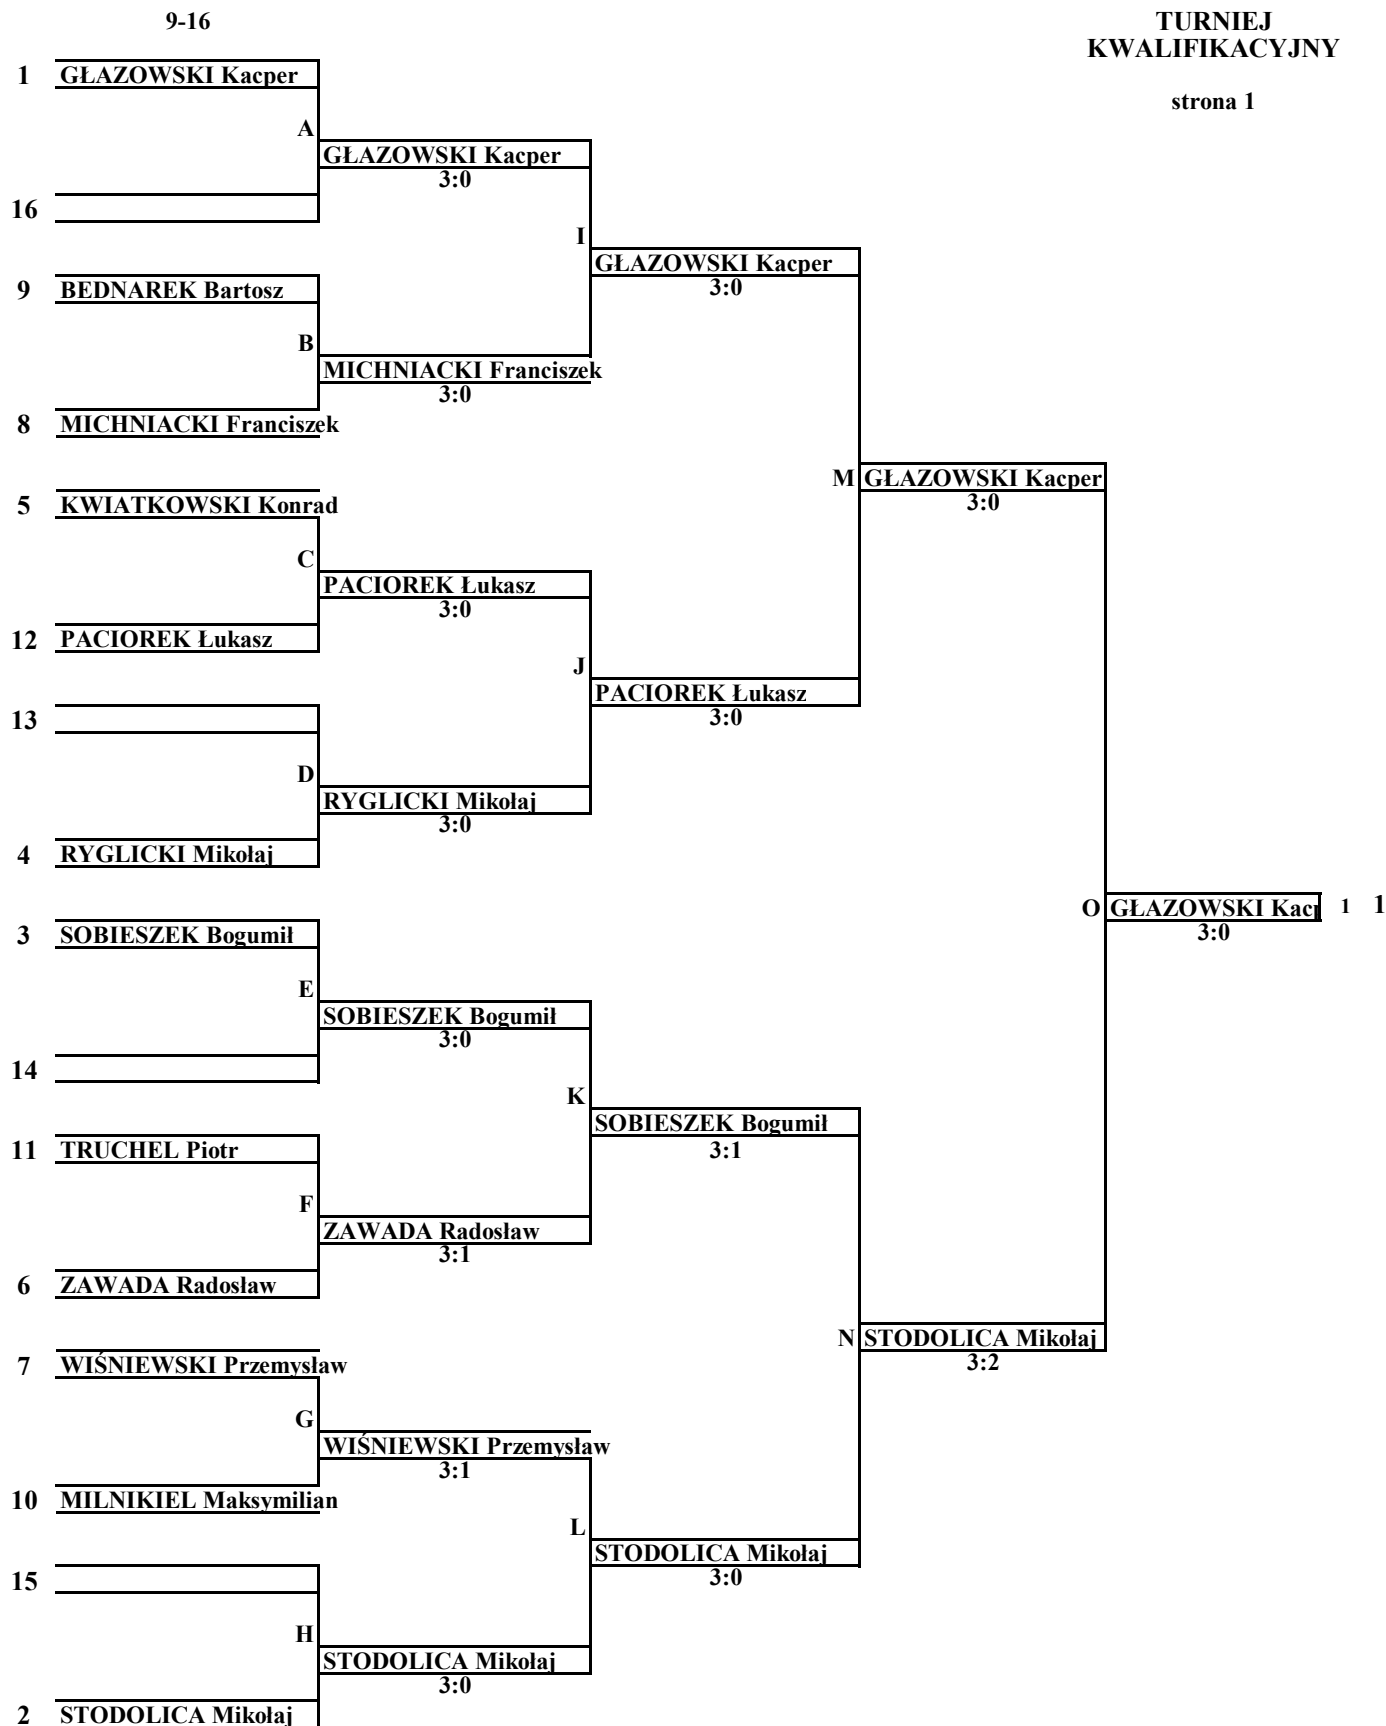 9-16
TURNIEJ
KWALIFIKACYJNY
strona 1
1 GŁAZOWSKI Kacper
A
GŁAZOWSKI Kacper
3:0
16
I
GŁAZOWSKI Kacper
3:0
9 BEDNAREK Bartosz
B
MICHNIACKI Franciszek
3:0
8 MICHNIACKI Franciszek
M GŁAZOWSKI Kacper
3:0
5 KWIATKOWSKI Konrad
C
PACIOREK Łukasz
3:0
12 PACIOREK Łukasz
J
PACIOREK Łukasz
3:0
13
D
RYGLICKI Mikołaj
3:0
4 RYGLICKI Mikołaj
O GŁAZOWSKI Kacp 1 1
3:0
3 SOBIESZEK Bogumił
E
SOBIESZEK Bogumił
3:0
14
K
SOBIESZEK Bogumił
3:1
11 TRUCHEL Piotr
F
ZAWADA Radosław
3:1
6 ZAWADA Radosław
N STODOLICA Mikołaj
3:2
7 WIŚNIEWSKI Przemysław
G
WIŚNIEWSKI Przemysław
3:1
10 MILNIKIEL Maksymilian
L
STODOLICA Mikołaj
3:0
15
H
STODOLICA Mikołaj
3:0
2 STODOLICA Mikołaj